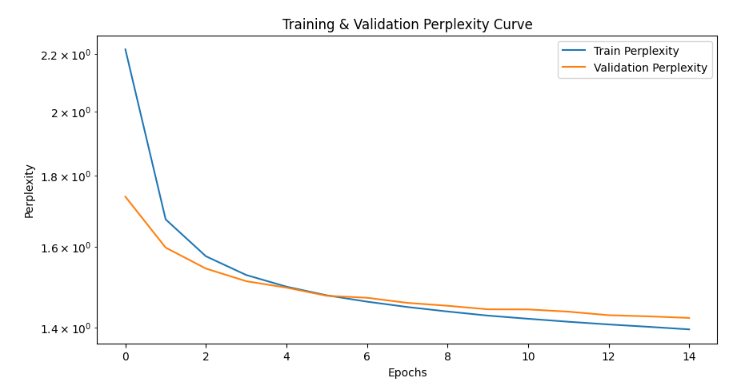 Training & Validation Perplexity Curve
Train Perplexity
Validation Perplexity
Perplexity
2.2 × 10⁰
2 × 10⁰
1.8 × 10⁰
1.6 × 10⁰
1.4 × 10⁰
0 2 4 6 8 10 12 14
Epochs